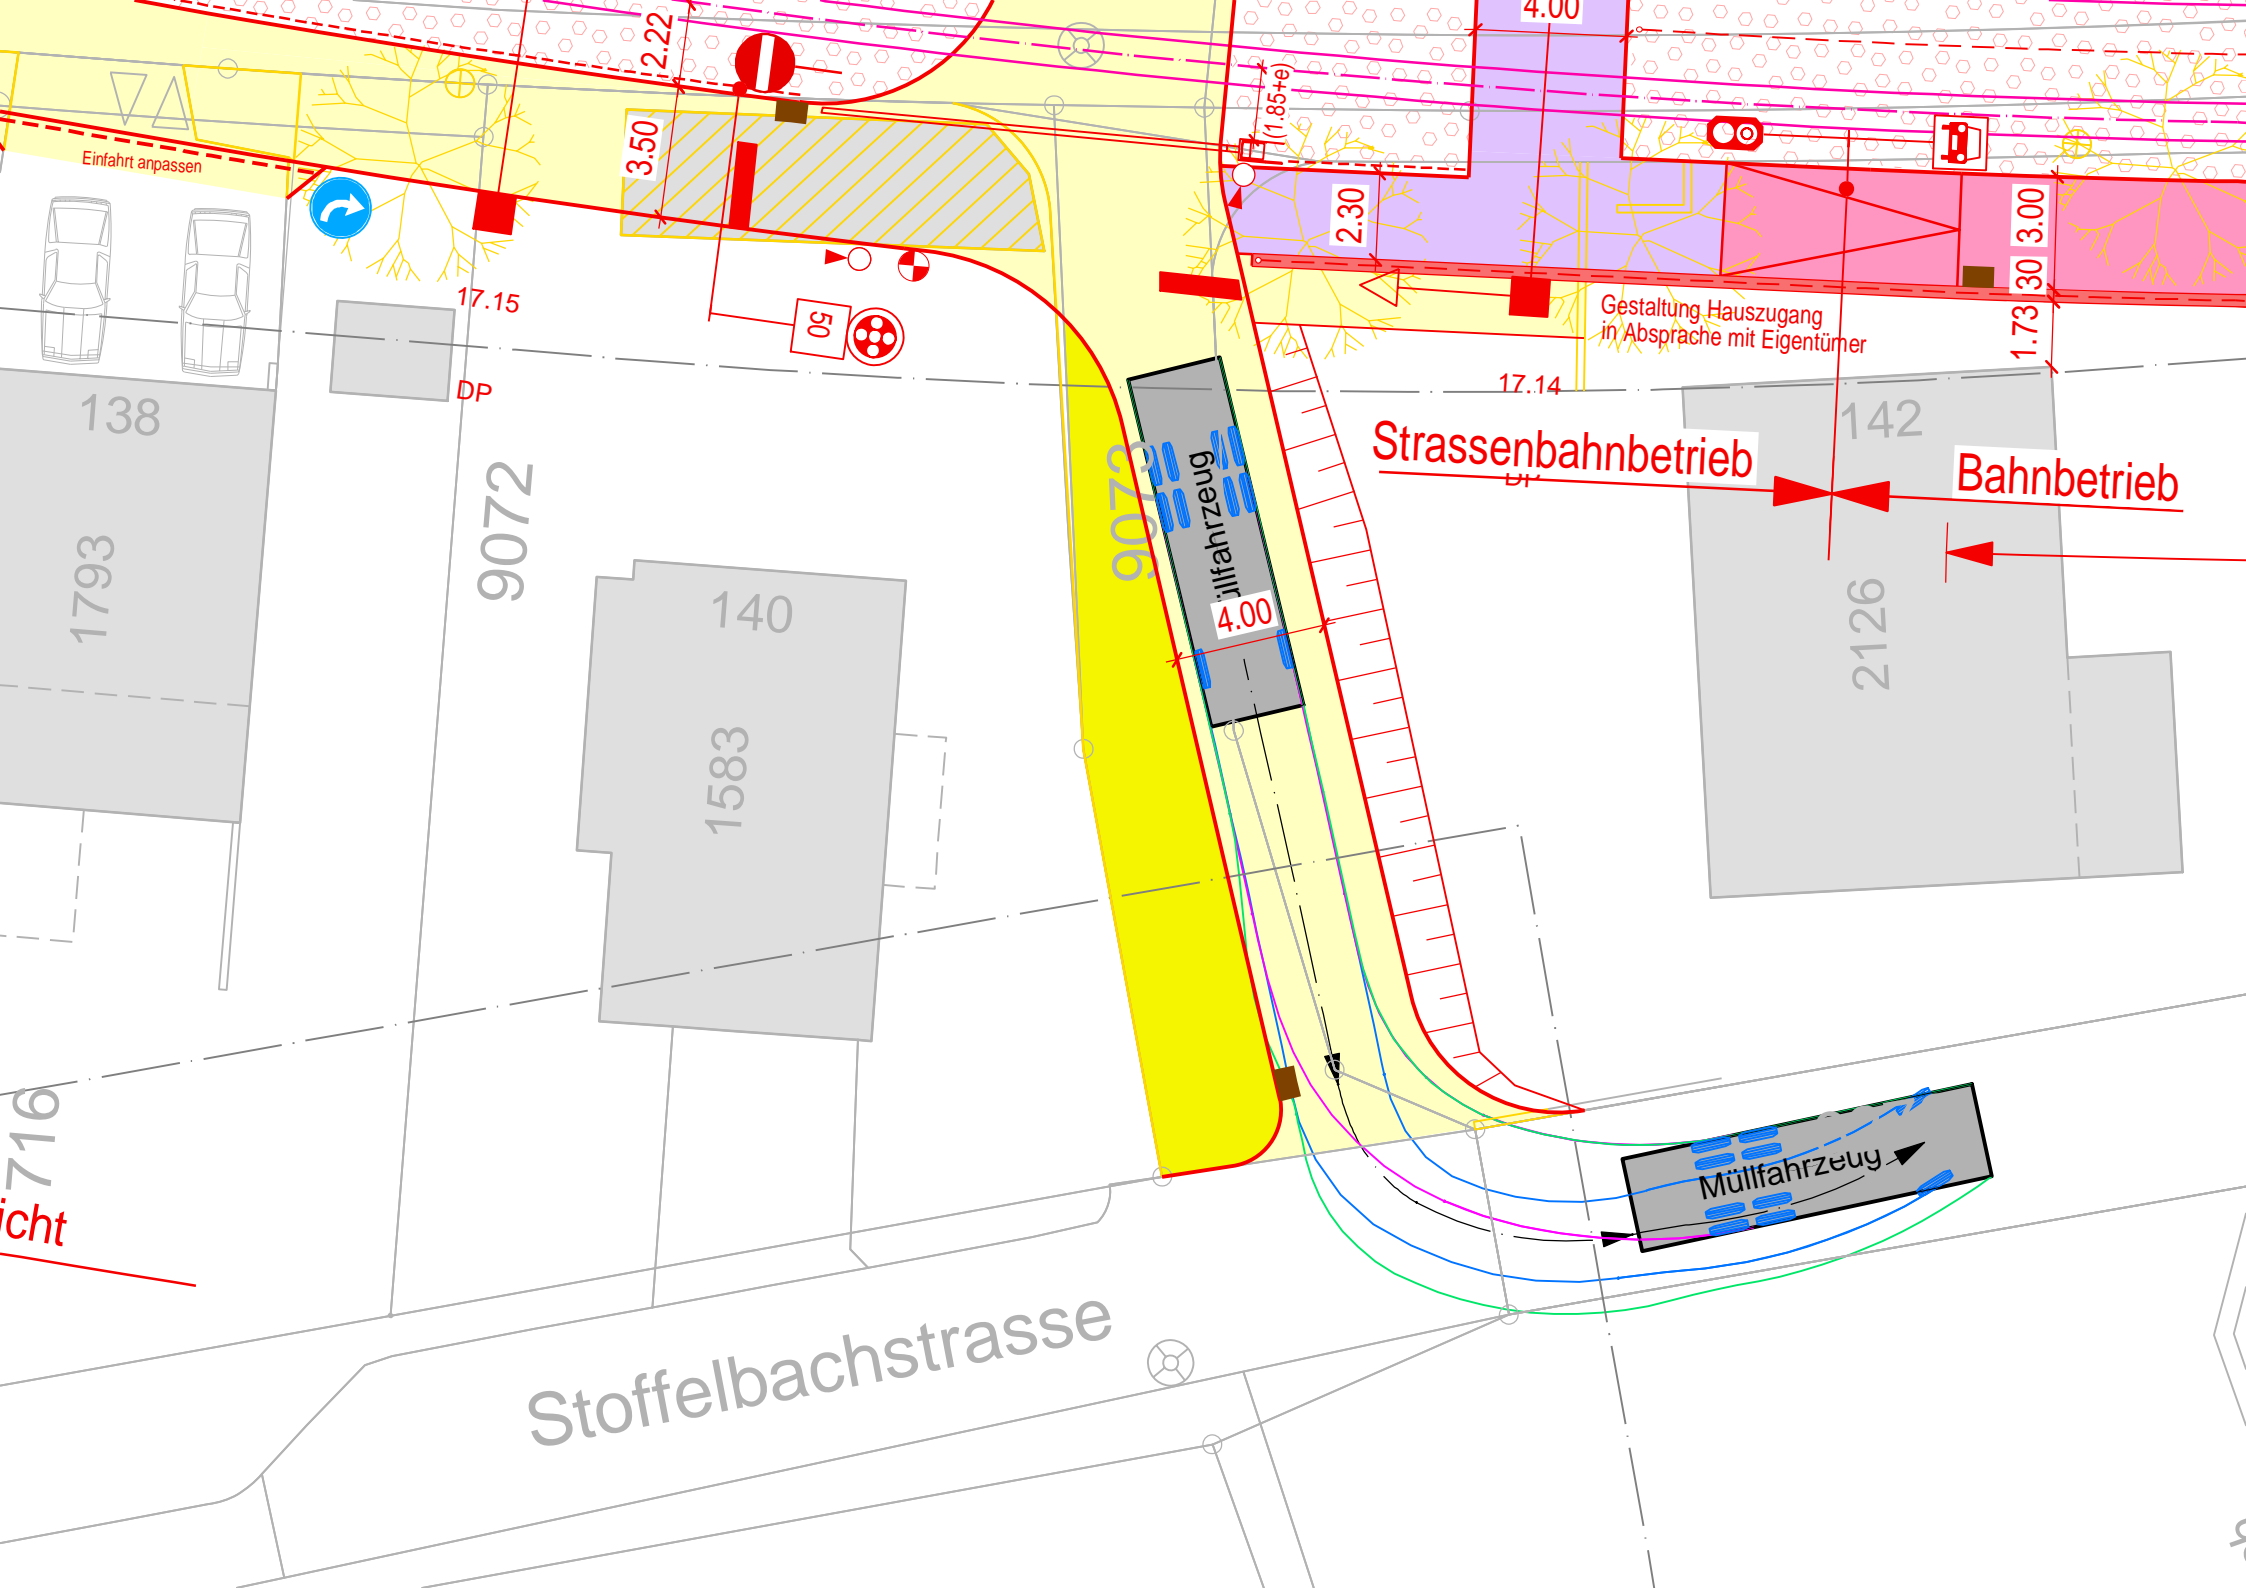 4.00
2.22
(1.85+e)
3.50
Einfahrt anpassen
2.30
3.00
30
1.73
17.15
50
Gestaltung Hauszugang
in Absprache mit Eigentümer
DP
17.14
138
142
Strassenbahnbetrieb
Bahnbetrieb
9072
9073
1793
140
4.00
2126
1583
716
icht
Müllfahrzeug
Stoffelbachstrasse